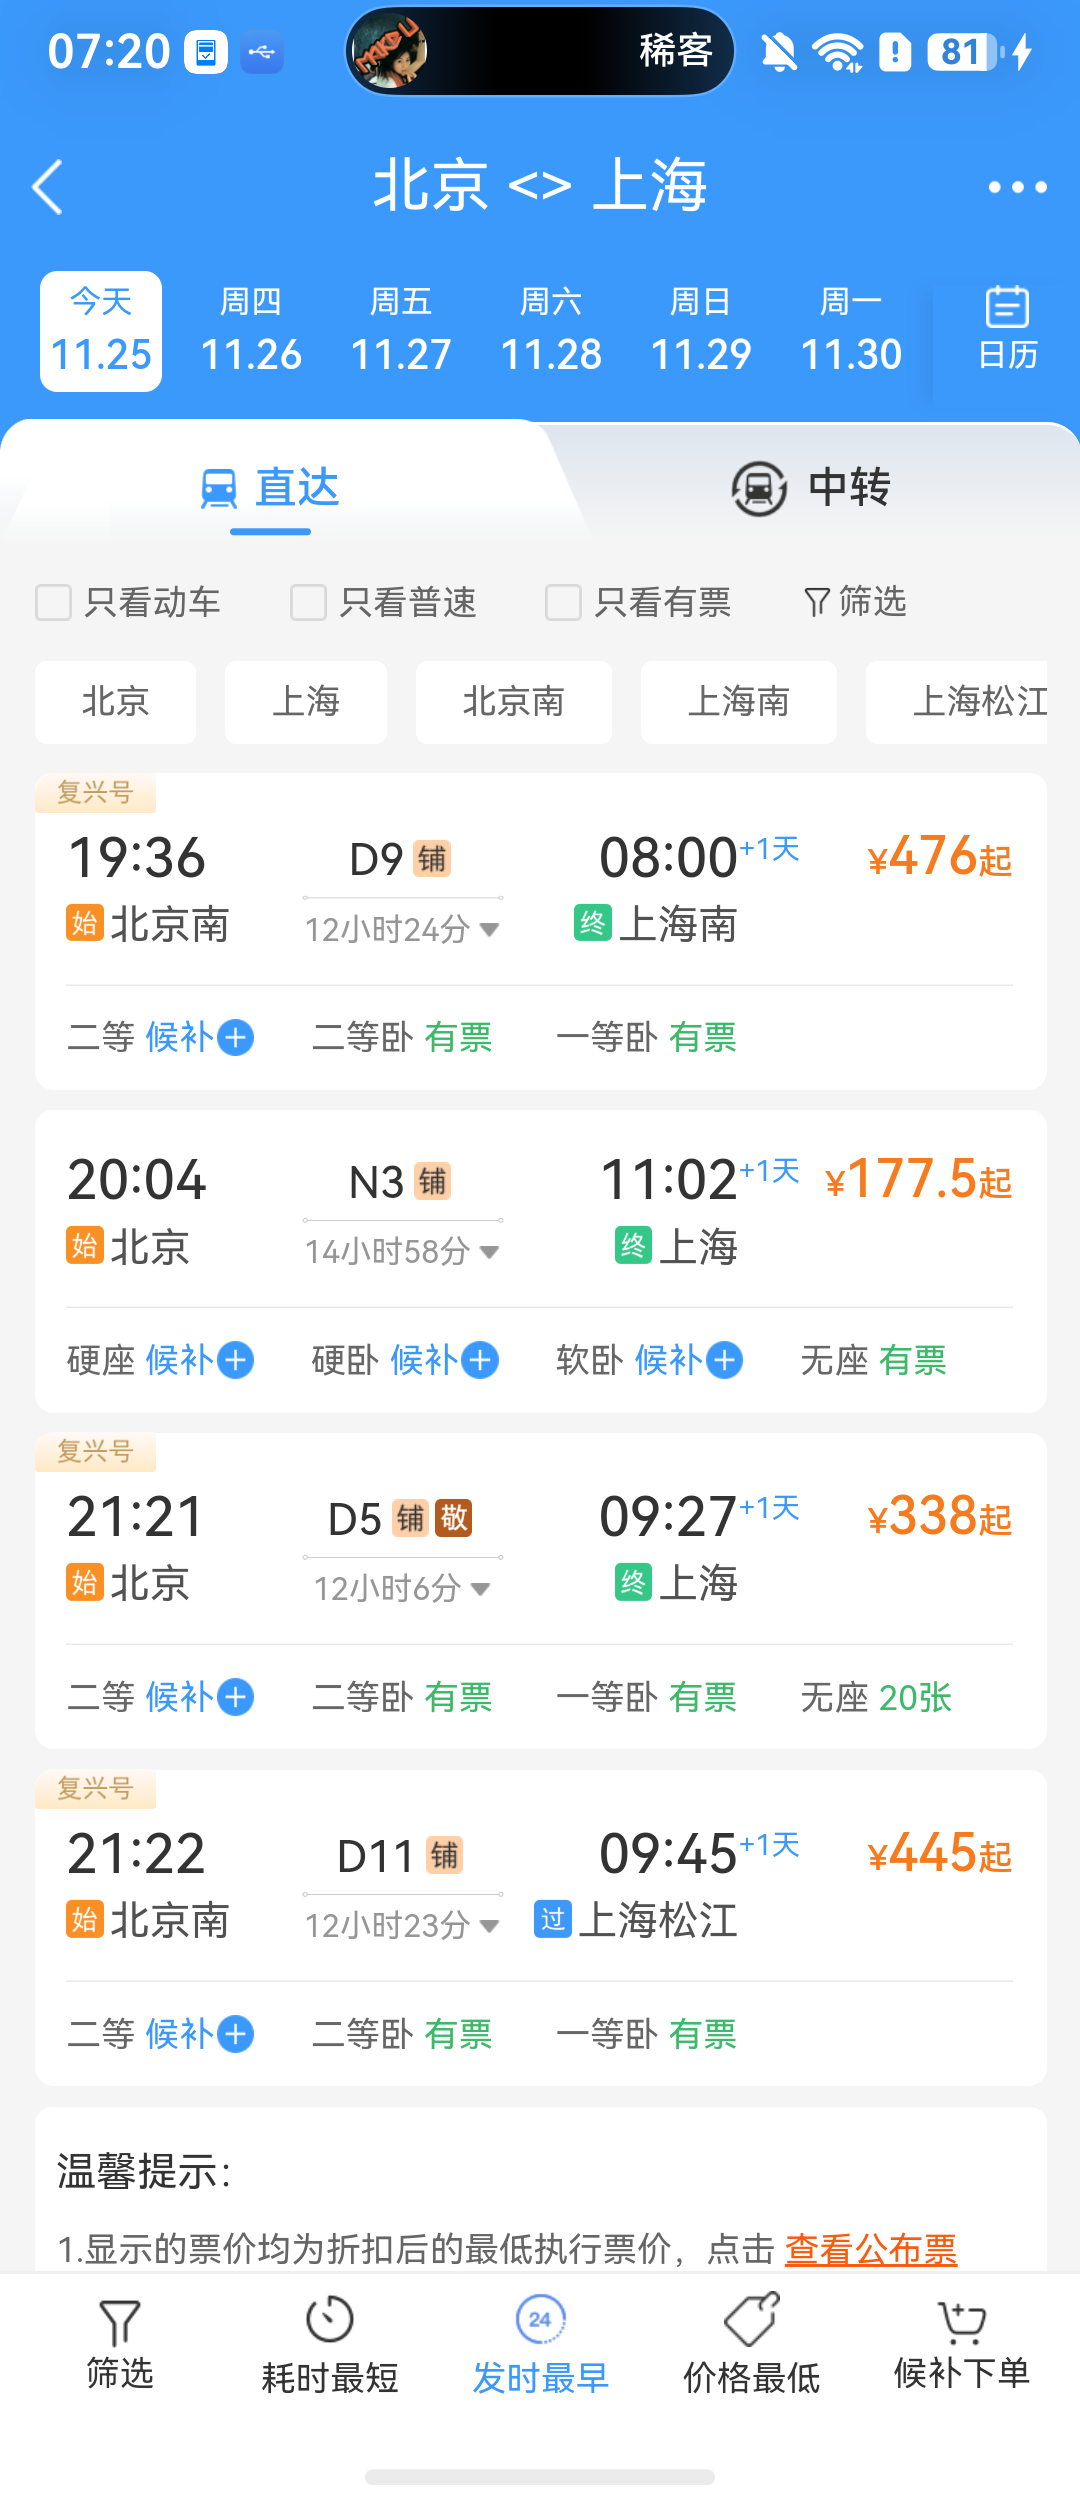 07:20
稀客
81
北京 <> 上海
今天 周四 周五 周六 周日 周一
11.25 11.26 11.27 11.28 11.29 11.30 日历
直达 中转
只看动车 只看普速 只看有票 筛选
北京 上海 北京南 上海南 上海松江
复兴号
19:36 D9 铺 08:00+1天 ¥476起
始 北京南 12小时24分 终 上海南
二等 候补 二等卧 有票 一等卧 有票
20:04 N3 铺 11:02+1天 ¥177.5起
始 北京 14小时58分 终 上海
硬座 候补 硬卧 候补 软卧 候补 无座 有票
复兴号
21:21 D5 铺 敬 09:27+1天 ¥338起
始 北京 12小时6分 终 上海
二等 候补 二等卧 有票 一等卧 有票 无座 20张
复兴号
21:22 D11 铺 09:45+1天 ¥445起
始 北京南 12小时23分 过 上海松江
二等 候补 二等卧 有票 一等卧 有票
温馨提示：
1.显示的票价均为折扣后的最低执行票价，点击 查看公布票
24
筛选 耗时最短 发时最早 价格最低 候补下单